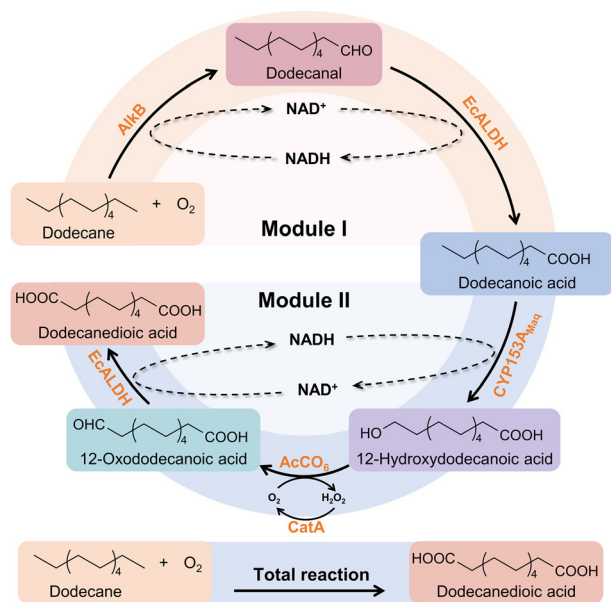 4 CHO
Dodecanal
AlkB
EcALDH
NAD⁺
NADH
4 + O₂
Dodecane
Module I
4 COOH
Dodecanoic acid
HOOC 4 COOH
Dodecanedioic acid
Module II
NADH
NAD⁺
EcALDH
CYP153A_Maq
OHC 4 COOH
12-Oxododecanoic acid
HO 4 COOH
12-Hydroxydodecanoic acid
AcCO₆
O₂ H₂O₂
CatA
4 + O₂
Dodecane
Total reaction
HOOC 4 COOH
Dodecanedioic acid